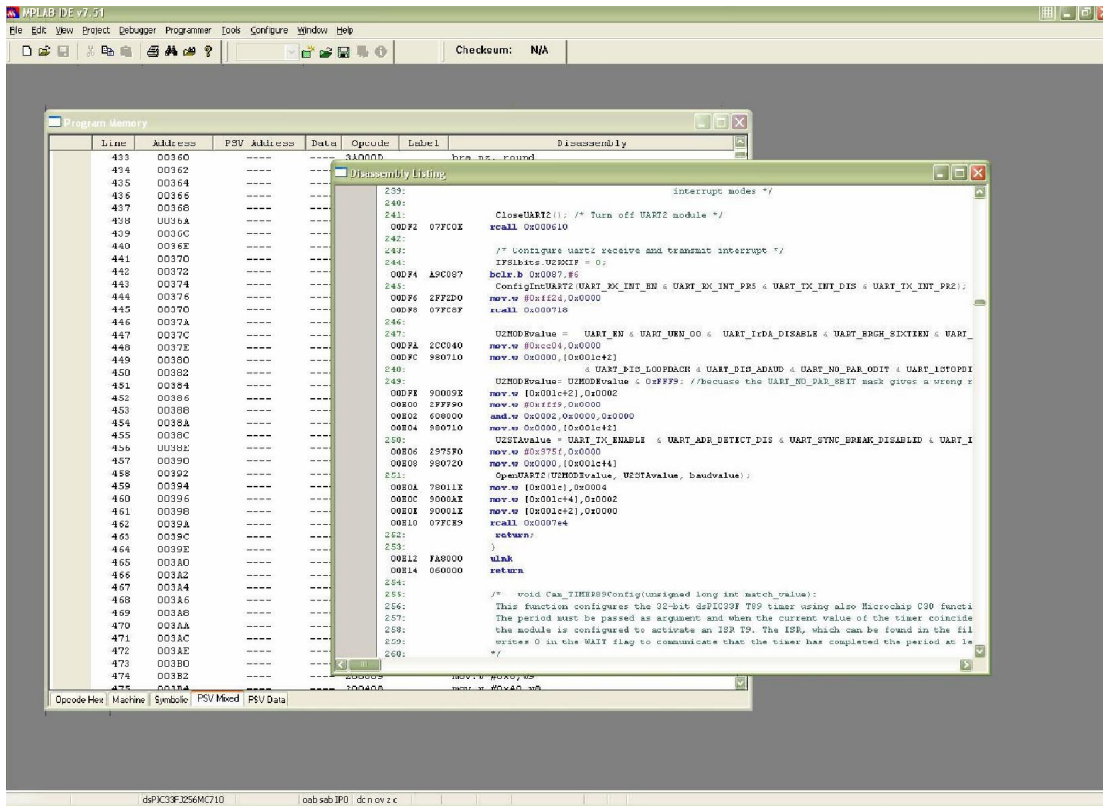 MPLAB IDE v7.51
File Edit View Project Debugger Programmer Tools Configure Window Help
Checksum: N/A
Program Memory
Line Address PSV Address Data Opcode Label Disassembly
433 00360 ---- ---- 3A000D bra nz, round
434 00362 ---- ----
435 00364 ---- ----
436 00366 ---- ----
437 00368 ---- ----
438 0036A ---- ----
439 0036C ---- ----
440 0036E ---- ----
441 00370 ---- ----
442 00372 ---- ----
443 00374 ---- ----
444 00376 ---- ----
445 00378 ---- ----
446 0037A ---- ----
447 0037C ---- ----
448 0037E ---- ----
449 00380 ---- ----
450 00382 ---- ----
451 00384 ---- ----
452 00386 ---- ----
453 00388 ---- ----
454 0038A ---- ----
455 0038C ---- ----
456 0038E ---- ----
457 00390 ---- ----
458 00392 ---- ----
459 00394 ---- ----
460 00396 ---- ----
461 00398 ---- ----
462 0039A ---- ----
463 0039C ---- ----
464 0039E ---- ----
465 003A0 ---- ----
466 003A2 ---- ----
467 003A4 ---- ----
468 003A6 ---- ----
469 003A8 ---- ----
470 003AA ---- ----
471 003AC ---- ----
472 003AE ---- ----
473 003B0 ---- ----
474 003B2 ---- ----
475 003B4 ---- ----
Opcode Hex Machine Symbolic PSV Mixed PSV Data
Disassembly Listing
239: interrupt modes */
240:
241: CloseUART2(); /* Turn off UART2 module */
00DF2 07FC0E rcall 0x000610
242:
243: /* Configure uart2 receive and transmit interrupt */
244: IFS1bits.U2RXIF = 0;
00DF4 A9C087 bclr.b 0x0087,#6
245: ConfigIntUART2(UART_RX_INT_EN & UART_RX_INT_PR5 & UART_TX_INT_DIS & UART_TX_INT_PR2);
00DF6 2FF2D0 mov.w #0xff2d,0x0000
00DF8 07FC8F rcall 0x000718
246:
247: U2MODEvalue = UART_EN & UART_UEN_00 & UART_IrDA_DISABLE & UART_BRGH_SIXTEEN & UART_
00DFA 2CC040 mov.w #0xcc04,0x0000
00DFC 980710 mov.w 0x0000,[0x001c+2]
248: & UART_DIS_LOOPBACK & UART_DIS_ABAUD & UART_NO_PAR_8BIT & UART_1STOPBI
249: U2MODEvalue= U2MODEvalue & 0xFFF9; //becuase the UART_NO_PAR_8BIT mask gives a wrong r
00DFE 90009E mov.w [0x001c+2],0x0002
00E00 2FFF90 mov.w #0xfff9,0x0000
00E02 608000 and.w 0x0002,0x0000,0x0000
00E04 980710 mov.w 0x0000,[0x001c+2]
250: U2STAvalue = UART_TX_ENABLE & UART_ADR_DETECT_DIS & UART_SYNC_BREAK_DISABLED & UART_I
00E06 2975F0 mov.w #0x975f,0x0000
00E08 980720 mov.w 0x0000,[0x001c+4]
251: OpenUART2(U2MODEvalue, U2STAvalue, baudvalue);
00E0A 78011E mov.w [0x001c],0x0004
00E0C 9000AE mov.w [0x001c+4],0x0002
00E0E 90001E mov.w [0x001c+2],0x0000
00E10 07FCE9 rcall 0x0007e4
252: return;
253: }
00E12 FA8000 ulnk
00E14 060000 return
254:
255: /* void Cam_TIMER89Config(unsigned long int match_value):
256: This function configures the 32-bit dsPIC33F T89 timer using also Microchip C30 functi
257: The period must be passed as argument and when the current value of the timer coincide
258: the module is configured to activate an ISR T9. The ISR, which can be found in the fil
259: writes 0 in the WAIT flag to communicate that the timer has completed the period at le
260: */
dsPIC33FJ256MC710 oab sab IP0 dc n ov z c